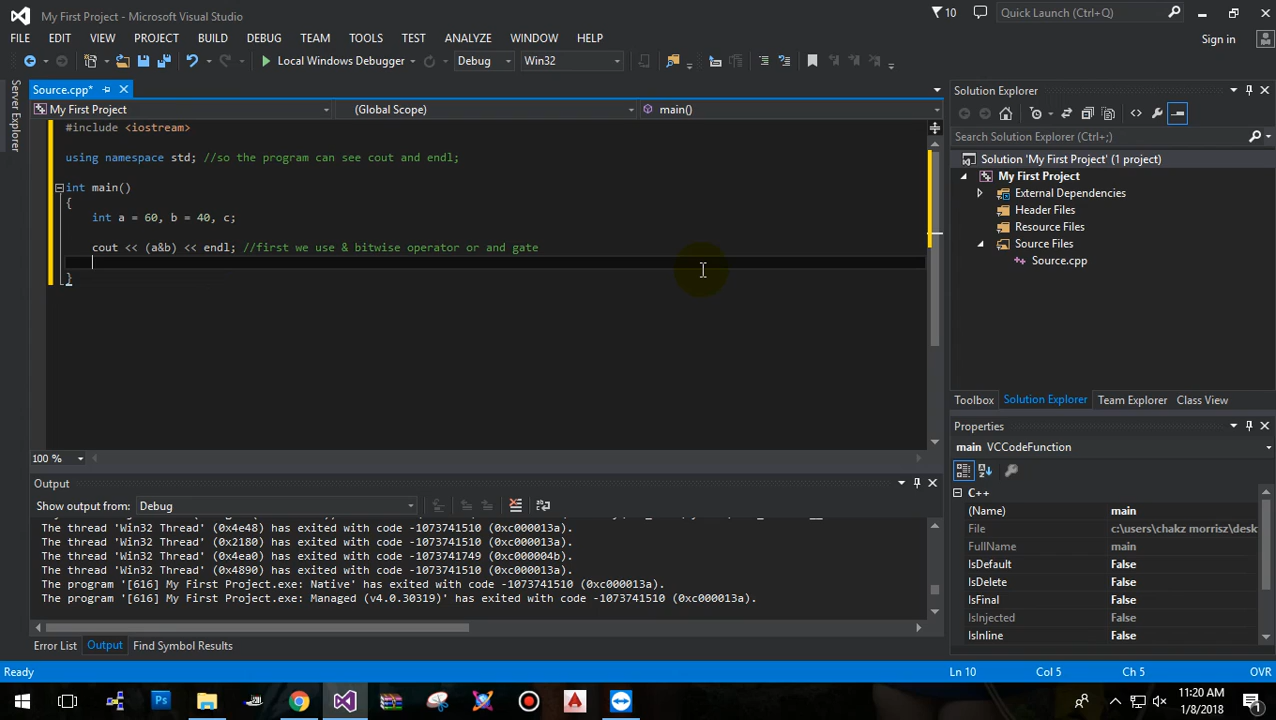 My First Project - Microsoft Visual Studio
10
Quick Launch (Ctrl+Q)
FILE EDIT VIEW PROJECT BUILD DEBUG TEAM TOOLS TEST ANALYZE WINDOW HELP
Sign in
Local Windows Debugger Debug Win32
Server Explorer
Source.cpp*
My First Project (Global Scope) main()
#include <iostream>
using namespace std; //so the program can see cout and endl;
int main()
{
int a = 60, b = 40, c;
cout << (a&b) << endl; //first we use & bitwise operator or and gate
}
100 %
Solution Explorer
Search Solution Explorer (Ctrl+;)
Solution 'My First Project' (1 project)
My First Project
External Dependencies
Header Files
Resource Files
Source Files
Source.cpp
Toolbox Solution Explorer Team Explorer Class View
Properties
main VCCodeFunction
C++
(Name) main
File c:\users\chakz morrisz\desk
FullName main
IsDefault False
IsDelete False
IsFinal False
IsInjected False
IsInline False
Output
Show output from: Debug
The thread 'Win32 Thread' (0x4e48) has exited with code -1073741510 (0xc000013a).
The thread 'Win32 Thread' (0x2180) has exited with code -1073741510 (0xc000013a).
The thread 'Win32 Thread' (0x4ea0) has exited with code -1073741749 (0xc000004b).
The thread 'Win32 Thread' (0x4890) has exited with code -1073741510 (0xc000013a).
The program '[616] My First Project.exe: Native' has exited with code -1073741510 (0xc000013a).
The program '[616] My First Project.exe: Managed (v4.0.30319)' has exited with code -1073741510 (0xc000013a).
Error List Output Find Symbol Results
Ready Ln 10 Col 5 Ch 5 OVR
Ps
11:20 AM
1/8/2018